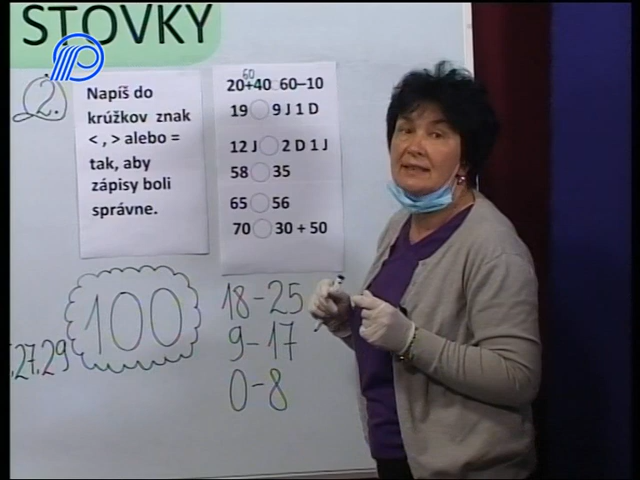 STOVKY
2.
Napíš do
krúžkov znak
< , > alebo =
tak, aby
zápisy boli
správne.
60
20+40 60–10
19 9 J 1 D
12 J 2 D 1 J
58 35
65 56
70 30 + 50
100
27.29
18-25
9-17
0-8